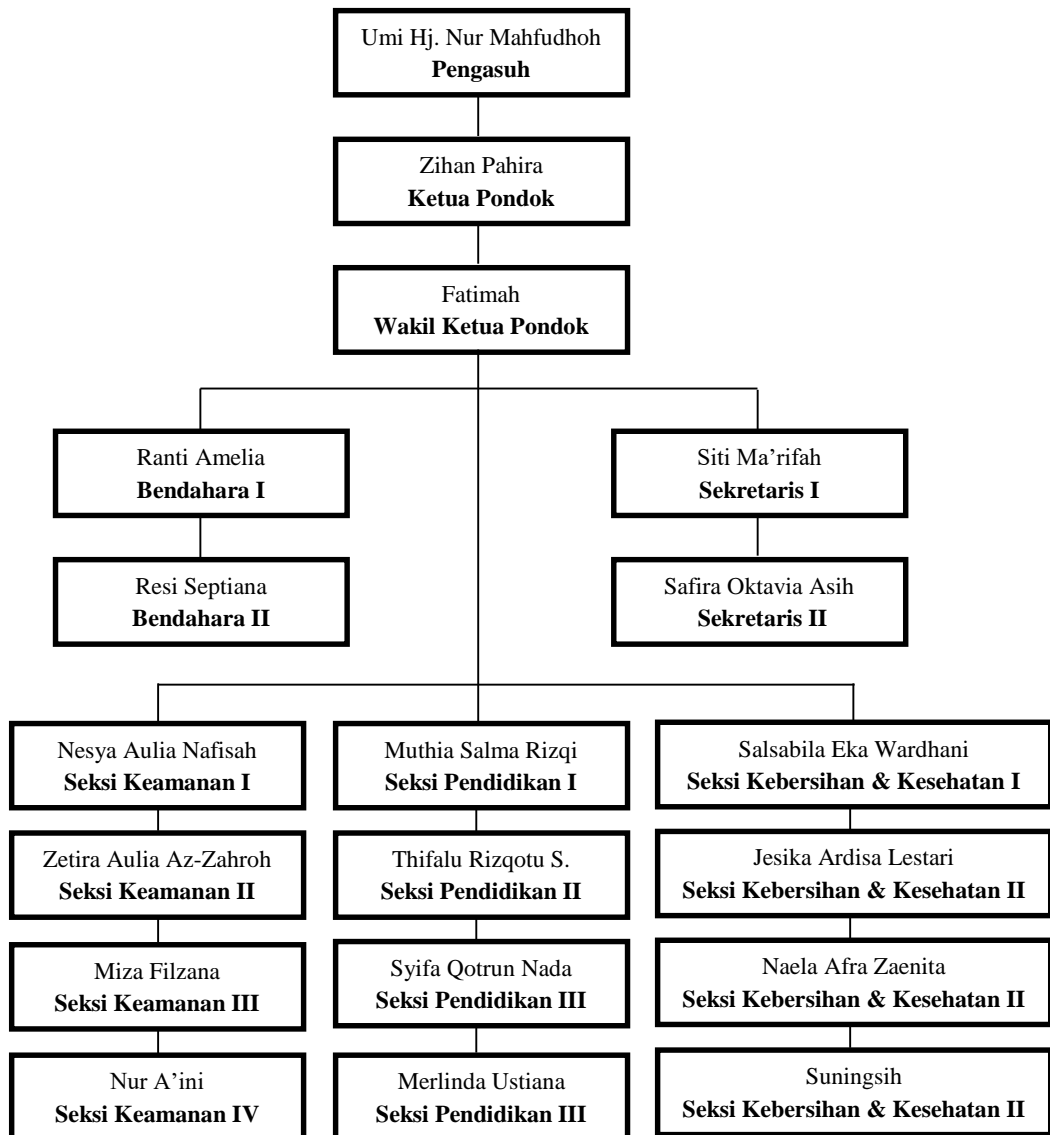 Umi Hj. Nur Mahfudhoh
Pengasuh
Zihan Pahira
Ketua Pondok
Fatimah
Wakil Ketua Pondok
Ranti Amelia
Bendahara I
Siti Ma’rifah
Sekretaris I
Resi Septiana
Bendahara II
Safira Oktavia Asih
Sekretaris II
Nesya Aulia Nafisah
Seksi Keamanan I
Muthia Salma Rizqi
Seksi Pendidikan I
Salsabila Eka Wardhani
Seksi Kebersihan & Kesehatan I
Zetira Aulia Az-Zahroh
Seksi Keamanan II
Thifalu Rizqotu S.
Seksi Pendidikan II
Jesika Ardisa Lestari
Seksi Kebersihan & Kesehatan II
Miza Filzana
Seksi Keamanan III
Syifa Qotrun Nada
Seksi Pendidikan III
Naela Afra Zaenita
Seksi Kebersihan & Kesehatan II
Nur A’ini
Seksi Keamanan IV
Merlinda Ustiana
Seksi Pendidikan III
Suningsih
Seksi Kebersihan & Kesehatan II